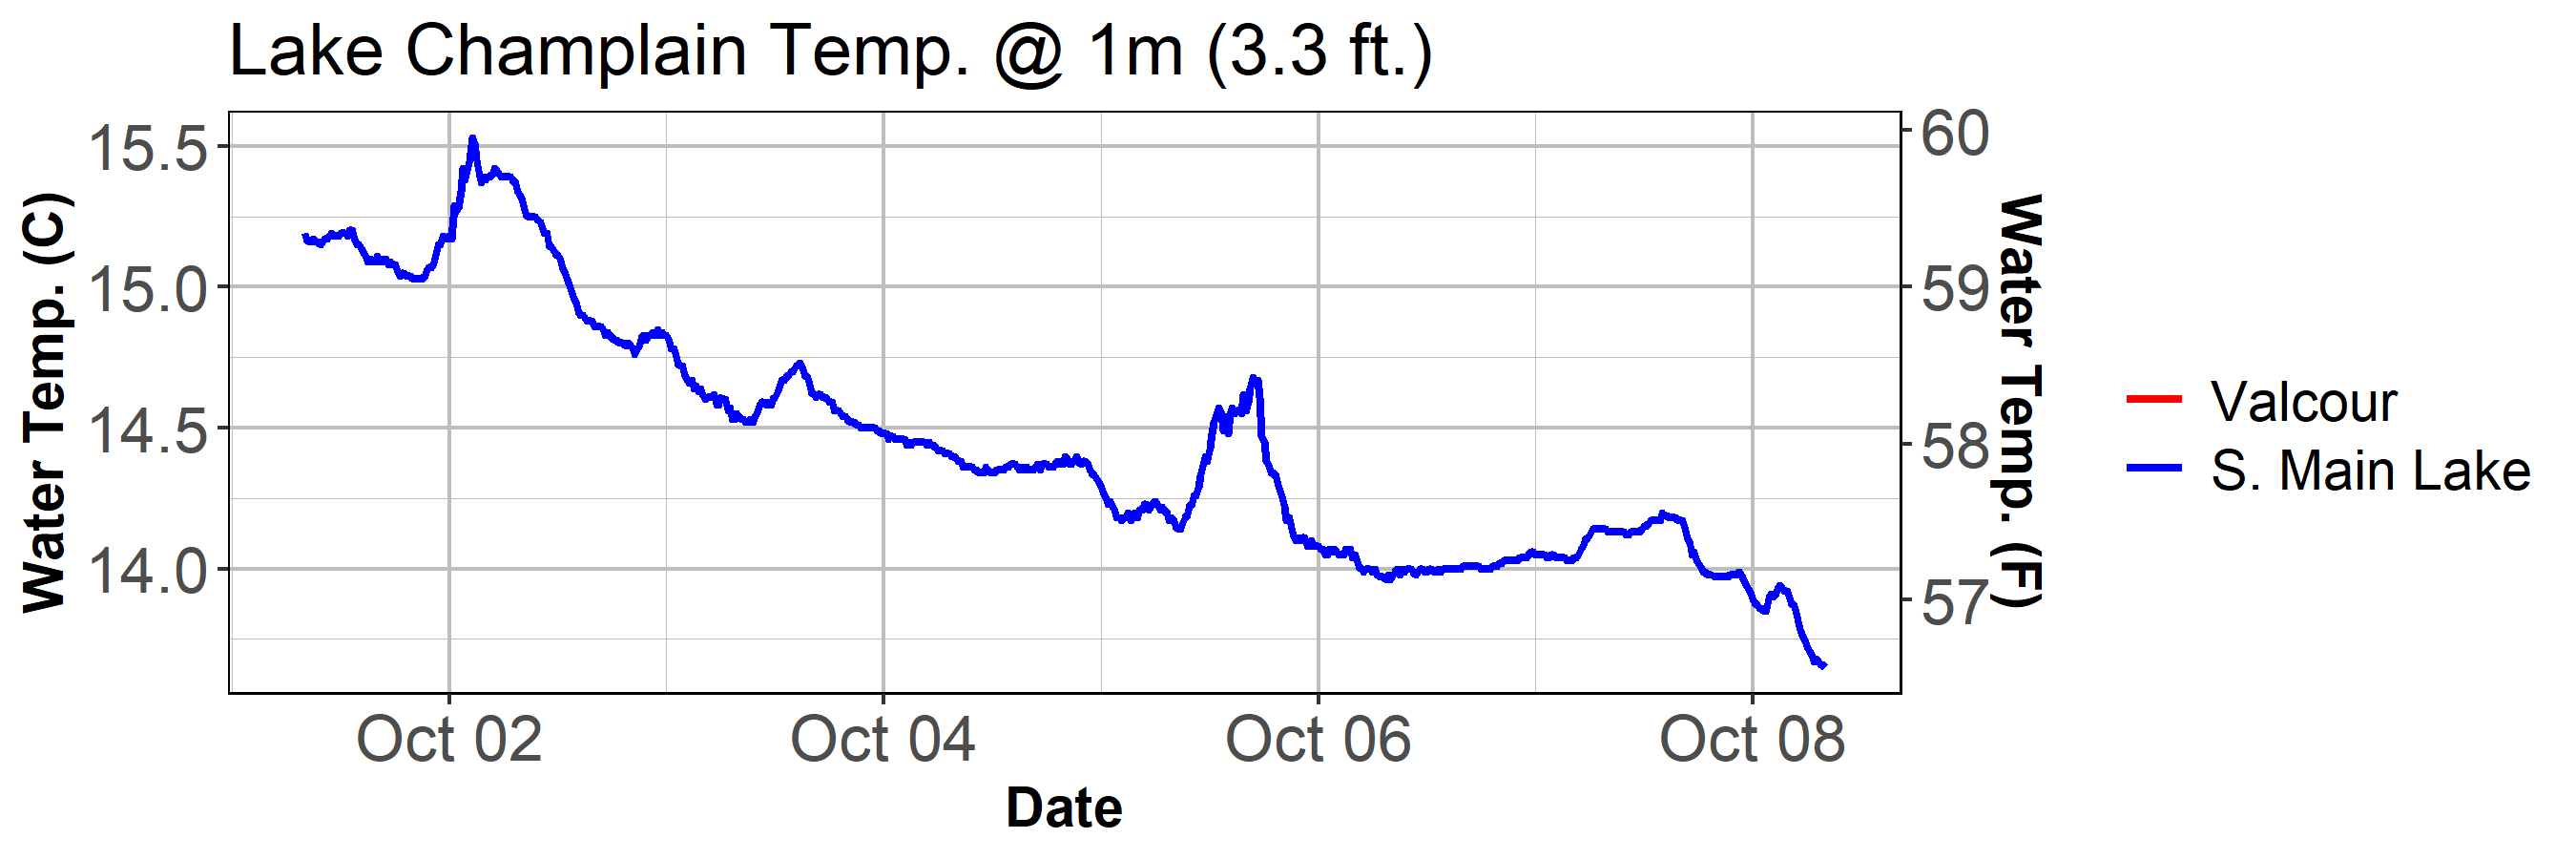 Lake Champlain Temp. @ 1m (3.3 ft.)
Water Temp. (C)
15.5
15.0
14.5
14.0
60
59
58
57
Water Temp. (F)
Oct 02
Oct 04
Oct 06
Oct 08
Date
Valcour
S. Main Lake